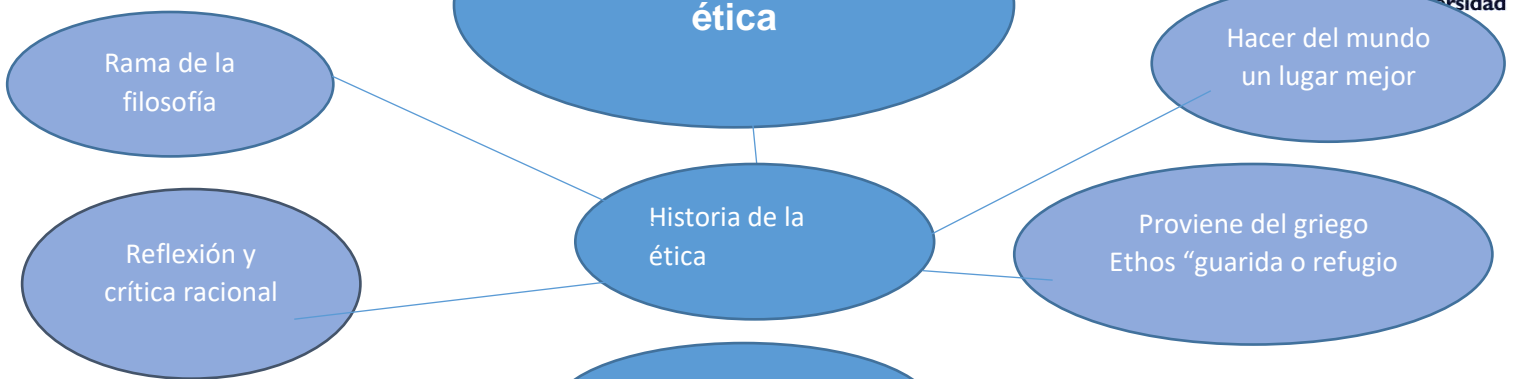 ética
Rama de la
filosofía
Hacer del mundo
un lugar mejor
Historia de la
ética
Reflexión y
crítica racional
Proviene del griego
Ethos “guarida o refugio